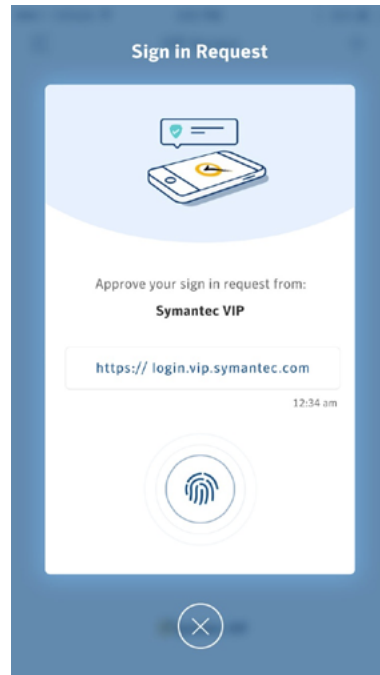 Sign in Request
Approve your sign in request from:
Symantec VIP
https:// login.vip.symantec.com
12:34 am